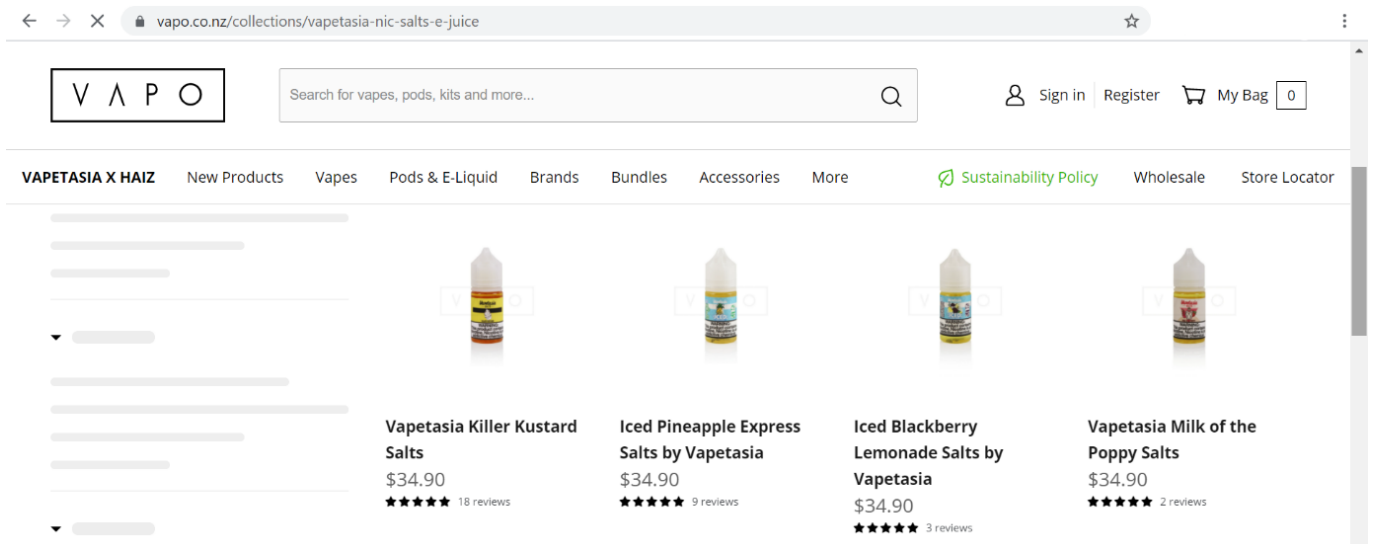 vapo.co.nz/collections/vapetasia-nic-salts-e-juice
VAPO
Search for vapes, pods, kits and more...
Sign in Register My Bag 0
VAPETASIA X HAIZ New Products Vapes Pods & E-Liquid Brands Bundles Accessories More Sustainability Policy Wholesale Store Locator
Vapetasia Killer Kustard
Salts
$34.90
18 reviews
Iced Pineapple Express
Salts by Vapetasia
$34.90
9 reviews
Iced Blackberry
Lemonade Salts by
Vapetasia
$34.90
3 reviews
Vapetasia Milk of the
Poppy Salts
$34.90
2 reviews